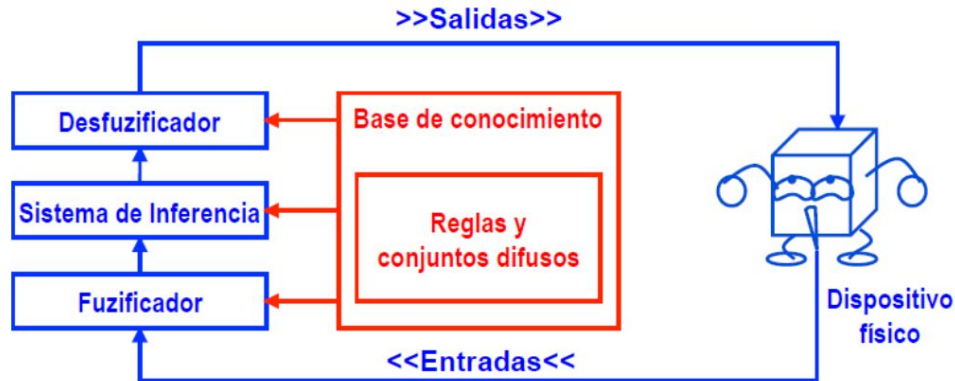 >>Salidas>>
Desfuzificador
Base de conocimiento
Sistema de Inferencia
Reglas y
conjuntos difusos
Fuzificador
Dispositivo
físico
<<Entradas<<